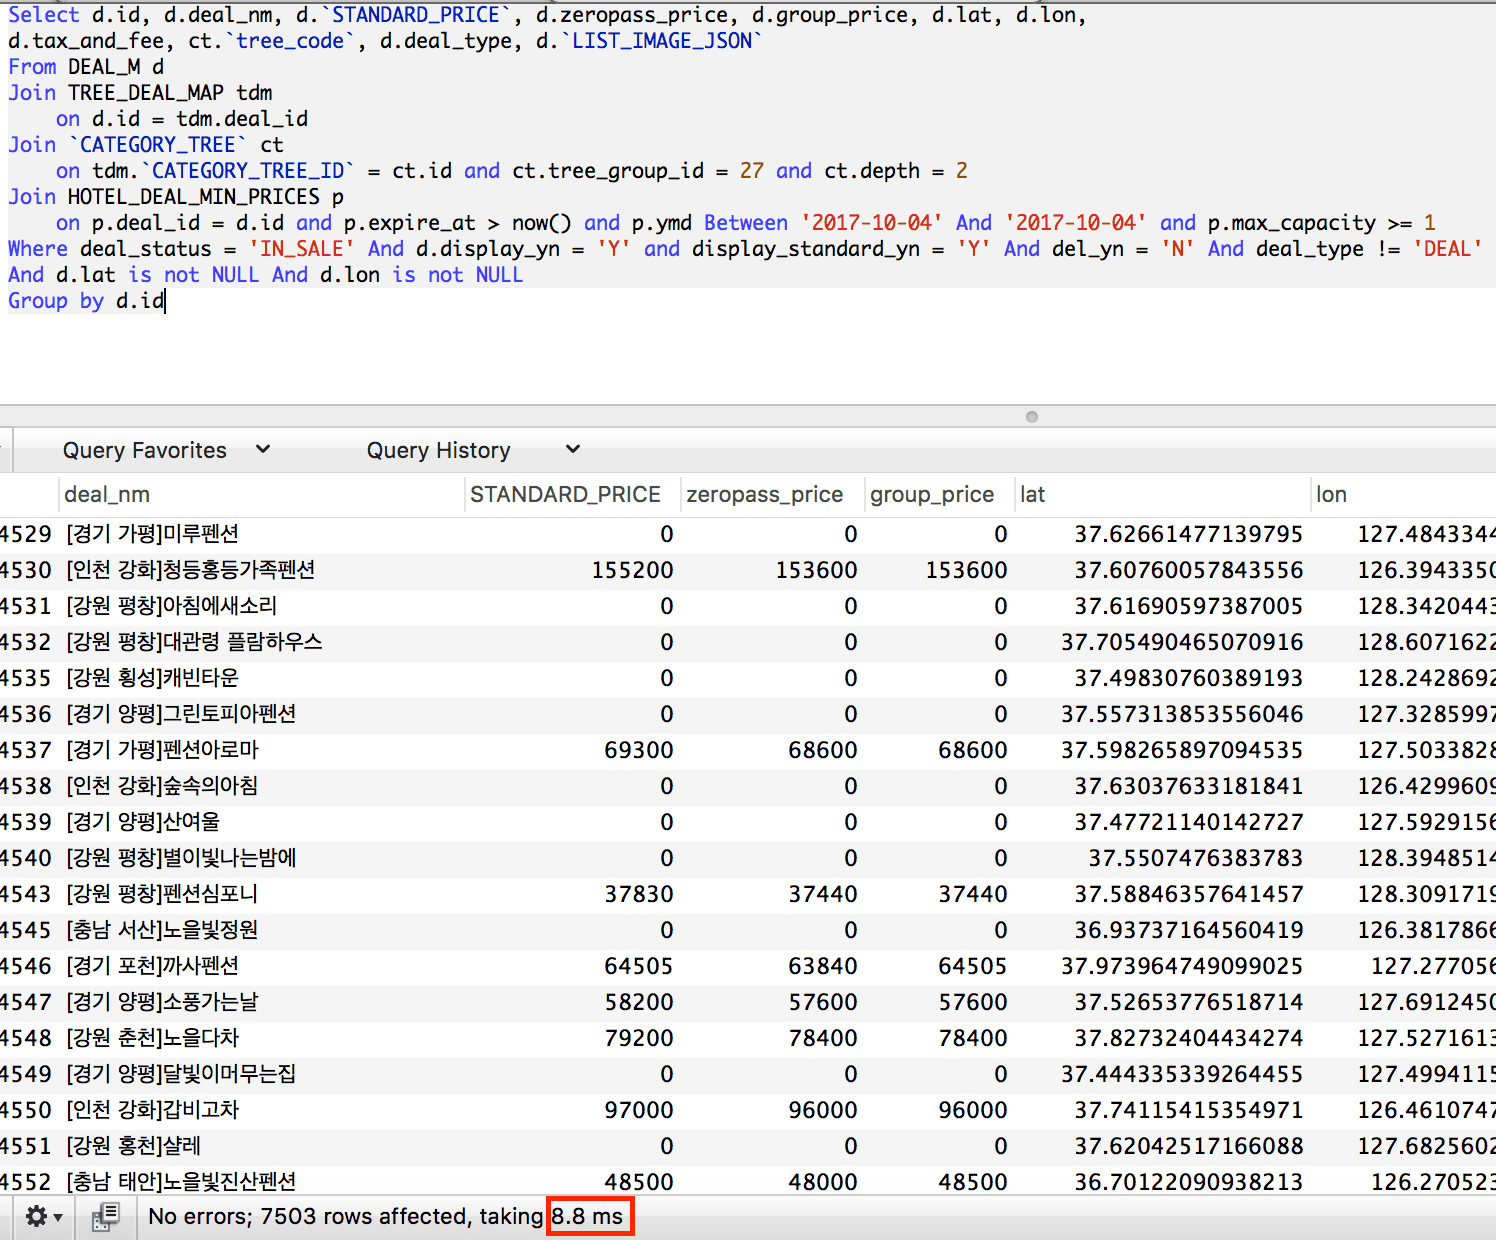 Select d.id, d.deal_nm, d.`STANDARD_PRICE`, d.zeropass_price, d.group_price, d.lat, d.lon,
d.tax_and_fee, ct.`tree_code`, d.deal_type, d.`LIST_IMAGE_JSON`
From DEAL_M d
Join TREE_DEAL_MAP tdm
on d.id = tdm.deal_id
Join `CATEGORY_TREE` ct
on tdm.`CATEGORY_TREE_ID` = ct.id and ct.tree_group_id = 27 and ct.depth = 2
Join HOTEL_DEAL_MIN_PRICES p
on p.deal_id = d.id and p.expire_at > now() and p.ymd Between '2017-10-04' And '2017-10-04' and p.max_capacity >= 1
Where deal_status = 'IN_SALE' And d.display_yn = 'Y' and display_standard_yn = 'Y' And del_yn = 'N' And deal_type != 'DEAL'
And d.lat is not NULL And d.lon is not NULL
Group by d.id
Query Favorites Query History
deal_nm STANDARD_PRICE zeropass_price group_price lat lon
4529 [경기 가평]미루펜션 0 0 0 37.62661477139795 127.4843344
4530 [인천 강화]청등홍등가족펜션 155200 153600 153600 37.60760057843556 126.3943350
4531 [강원 평창]아침에새소리 0 0 0 37.61690597387005 128.3420443
4532 [강원 평창]대관령 플람하우스 0 0 0 37.705490465070916 128.6071622
4535 [강원 횡성]캐빈타운 0 0 0 37.49830760389193 128.2428692
4536 [경기 양평]그린토피아펜션 0 0 0 37.557313853556046 127.3285997
4537 [경기 가평]펜션아로마 69300 68600 68600 37.598265897094535 127.5033828
4538 [인천 강화]숲속의아침 0 0 0 37.63037633181841 126.4299609
4539 [경기 양평]산여울 0 0 0 37.47721140142727 127.5929156
4540 [강원 평창]별이빛나는밤에 0 0 0 37.5507476383783 128.3948514
4543 [강원 평창]펜션심포니 37830 37440 37440 37.58846357641457 128.3091719
4545 [충남 서산]노을빛정원 0 0 0 36.93737164560419 126.3817866
4546 [경기 포천]까사펜션 64505 63840 64505 37.973964749099025 127.277056
4547 [경기 양평]소풍가는날 58200 57600 57600 37.52653776518714 127.6912450
4548 [강원 춘천]노을다차 79200 78400 78400 37.82732404434274 127.5271613
4549 [경기 양평]달빛이머무는집 0 0 0 37.444335339264455 127.4994115
4550 [인천 강화]갑비고차 97000 96000 96000 37.74115415354971 126.4610747
4551 [강원 홍천]샬레 0 0 0 37.62042517166088 127.6825602
4552 [충남 태안]노을빛진산펜션 48500 48000 48500 36.70122090938213 126.270523
No errors; 7503 rows affected, taking 8.8 ms